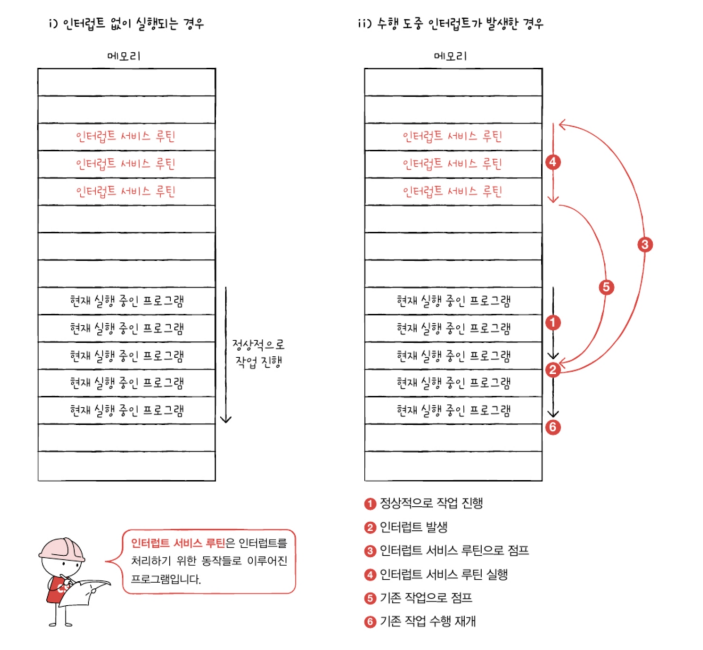 i) 인터럽트 없이 실행되는 경우
메모리
인터럽트 서비스 루틴
인터럽트 서비스 루틴
인터럽트 서비스 루틴
현재 실행 중인 프로그램
현재 실행 중인 프로그램
현재 실행 중인 프로그램
현재 실행 중인 프로그램
현재 실행 중인 프로그램
정상적으로
작업 진행
인터럽트 서비스 루틴은 인터럽트를
처리하기 위한 동작들로 이루어진
프로그램입니다.
ii) 수행 도중 인터럽트가 발생한 경우
메모리
인터럽트 서비스 루틴
인터럽트 서비스 루틴
인터럽트 서비스 루틴
현재 실행 중인 프로그램
현재 실행 중인 프로그램
현재 실행 중인 프로그램
현재 실행 중인 프로그램
현재 실행 중인 프로그램
4
3
5
1
2
6
1 정상적으로 작업 진행
2 인터럽트 발생
3 인터럽트 서비스 루틴으로 점프
4 인터럽트 서비스 루틴 실행
5 기존 작업으로 점프
6 기존 작업 수행 재개